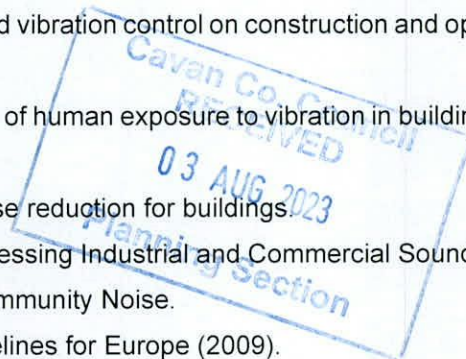 d vibration control on construction and op
of human exposure to vibration in buildin
se reduction for buildings.
essing Industrial and Commercial Sound
mmunity Noise.
elines for Europe (2009).
Cavan Co. Council
RECEIVED
03 AUG 2023
Planning Section